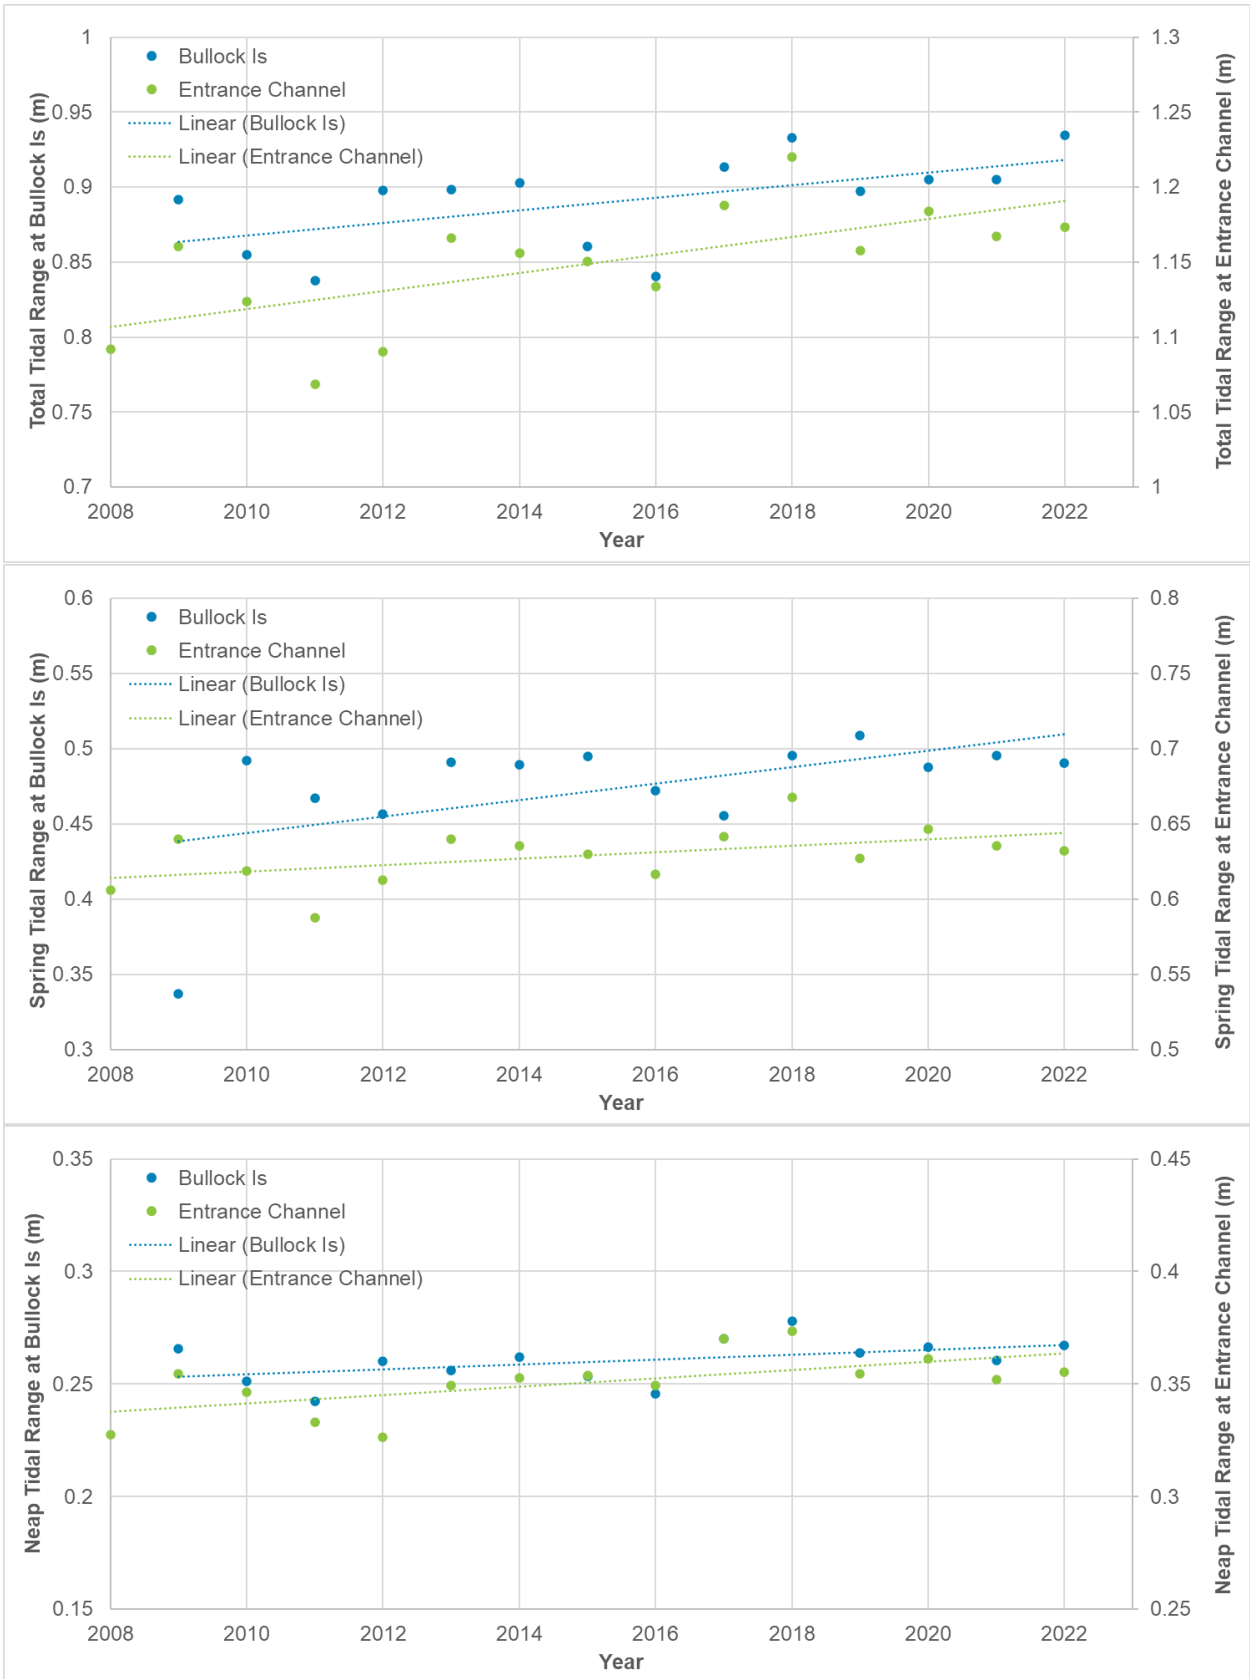 Total Tidal Range at Bullock Is (m)
1
0.95
0.9
0.85
0.8
0.75
0.7
Bullock Is
Entrance Channel
Linear (Bullock Is)
Linear (Entrance Channel)
1.3
1.25
1.2
1.15
1.1
1.05
1
Total Tidal Range at Entrance Channel (m)
2008 2010 2012 2014 2016 2018 2020 2022
Year
Spring Tidal Range at Bullock Is (m)
0.6
0.55
0.5
0.45
0.4
0.35
0.3
Bullock Is
Entrance Channel
Linear (Bullock Is)
Linear (Entrance Channel)
0.8
0.75
0.7
0.65
0.6
0.55
0.5
Spring Tidal Range at Entrance Channel (m)
2008 2010 2012 2014 2016 2018 2020 2022
Year
Neap Tidal Range at Bullock Is (m)
0.35
0.3
0.25
0.2
0.15
Bullock Is
Entrance Channel
Linear (Bullock Is)
Linear (Entrance Channel)
0.45
0.4
0.35
0.3
0.25
Neap Tidal Range at Entrance Channel (m)
2008 2010 2012 2014 2016 2018 2020 2022
Year